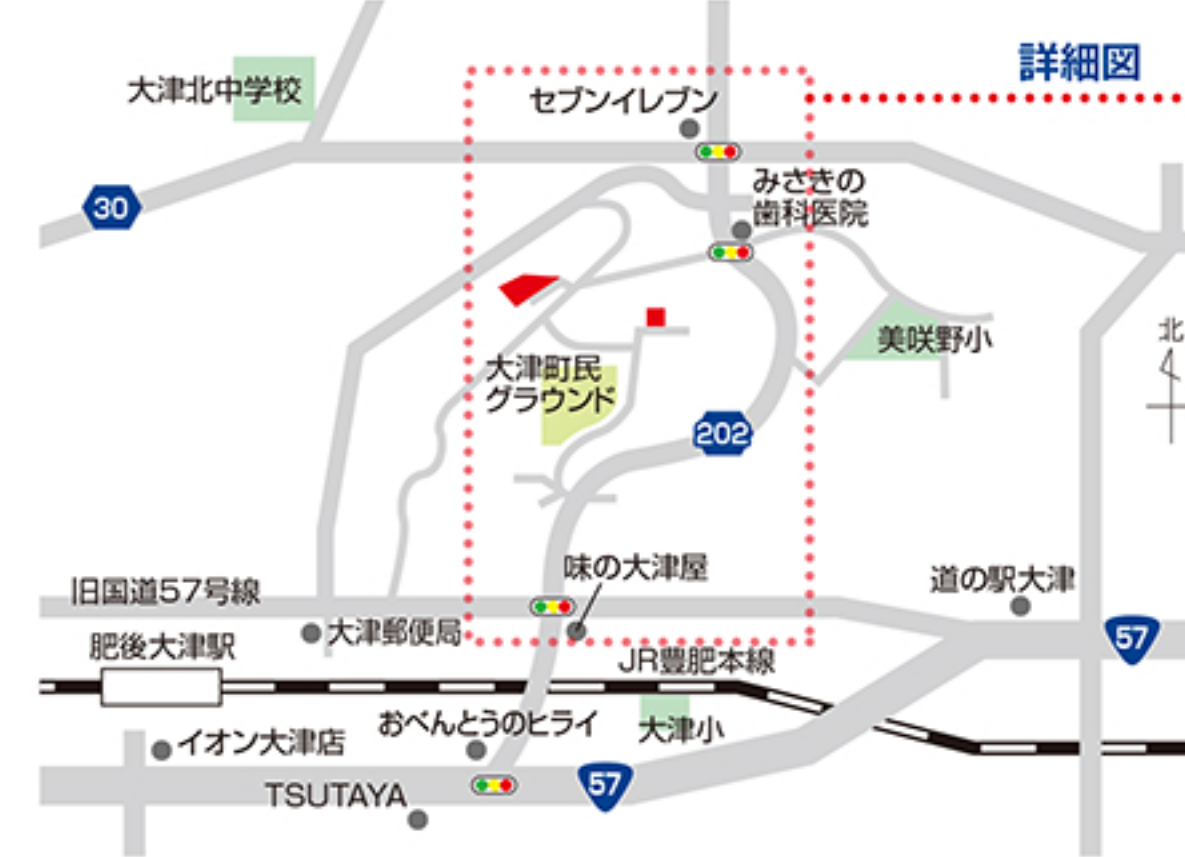 詳細図
大津北中学校
セブンイレブン
みさきの
歯科医院
30
北
美咲野小
大津町民
グラウンド
202
味の大津屋
道の駅大津
旧国道57号線
大津郵便局
57
肥後大津駅
JR豊肥本線
おべんとうのヒライ
大津小
イオン大津店
57
TSUTAYA